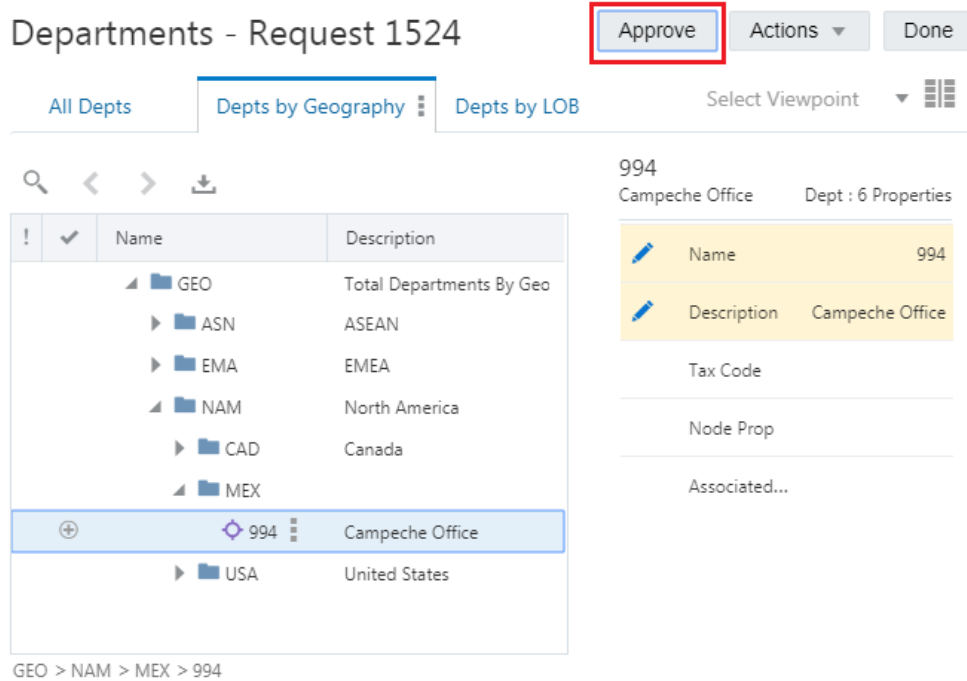 Departments - Request 1524
Approve
Actions
Done
All Depts
Depts by Geography
Depts by LOB
Select Viewpoint
! Name Description
GEO Total Departments By Geo
ASN ASEAN
EMA EMEA
NAM North America
CAD Canada
MEX
994 Campeche Office
USA United States
GEO > NAM > MEX > 994
994
Campeche Office Dept : 6 Properties
Name 994
Description Campeche Office
Tax Code
Node Prop
Associated...